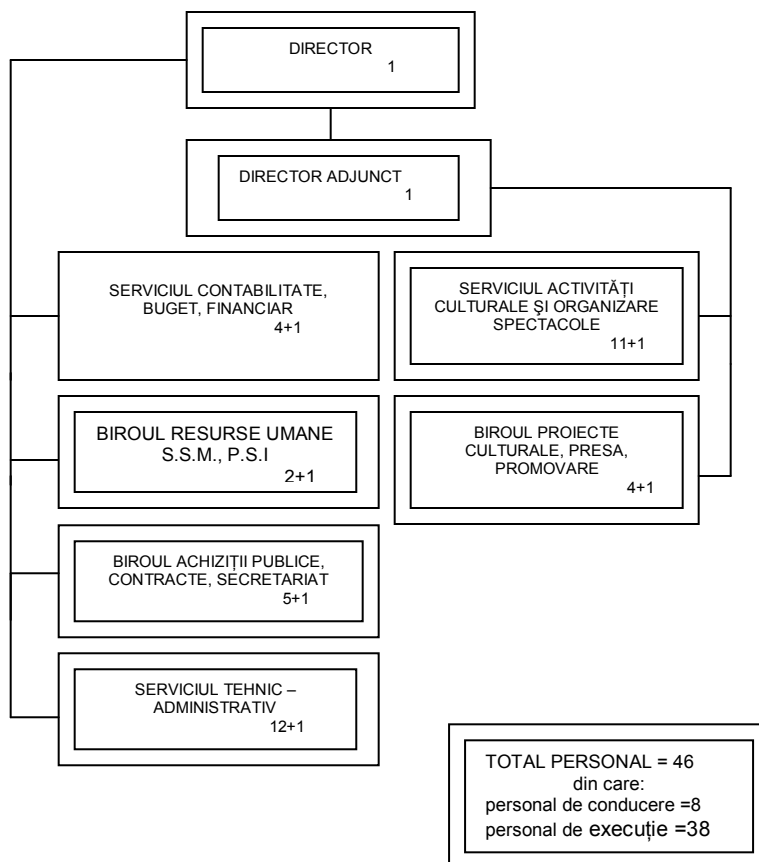 DIRECTOR
1
DIRECTOR ADJUNCT
1
SERVICIUL CONTABILITATE,
BUGET, FINANCIAR
4+1
SERVICIUL ACTIVITĂȚI
CULTURALE ŞI ORGANIZARE
SPECTACOLE
11+1
BIROUL RESURSE UMANE
S.S.M., P.S.I
2+1
BIROUL PROIECTE
CULTURALE, PRESA,
PROMOVARE
4+1
BIROUL ACHIZIȚII PUBLICE,
CONTRACTE, SECRETARIAT
5+1
SERVICIUL TEHNIC –
ADMINISTRATIV
12+1
TOTAL PERSONAL = 46
din care:
personal de conducere =8
personal de execuție =38